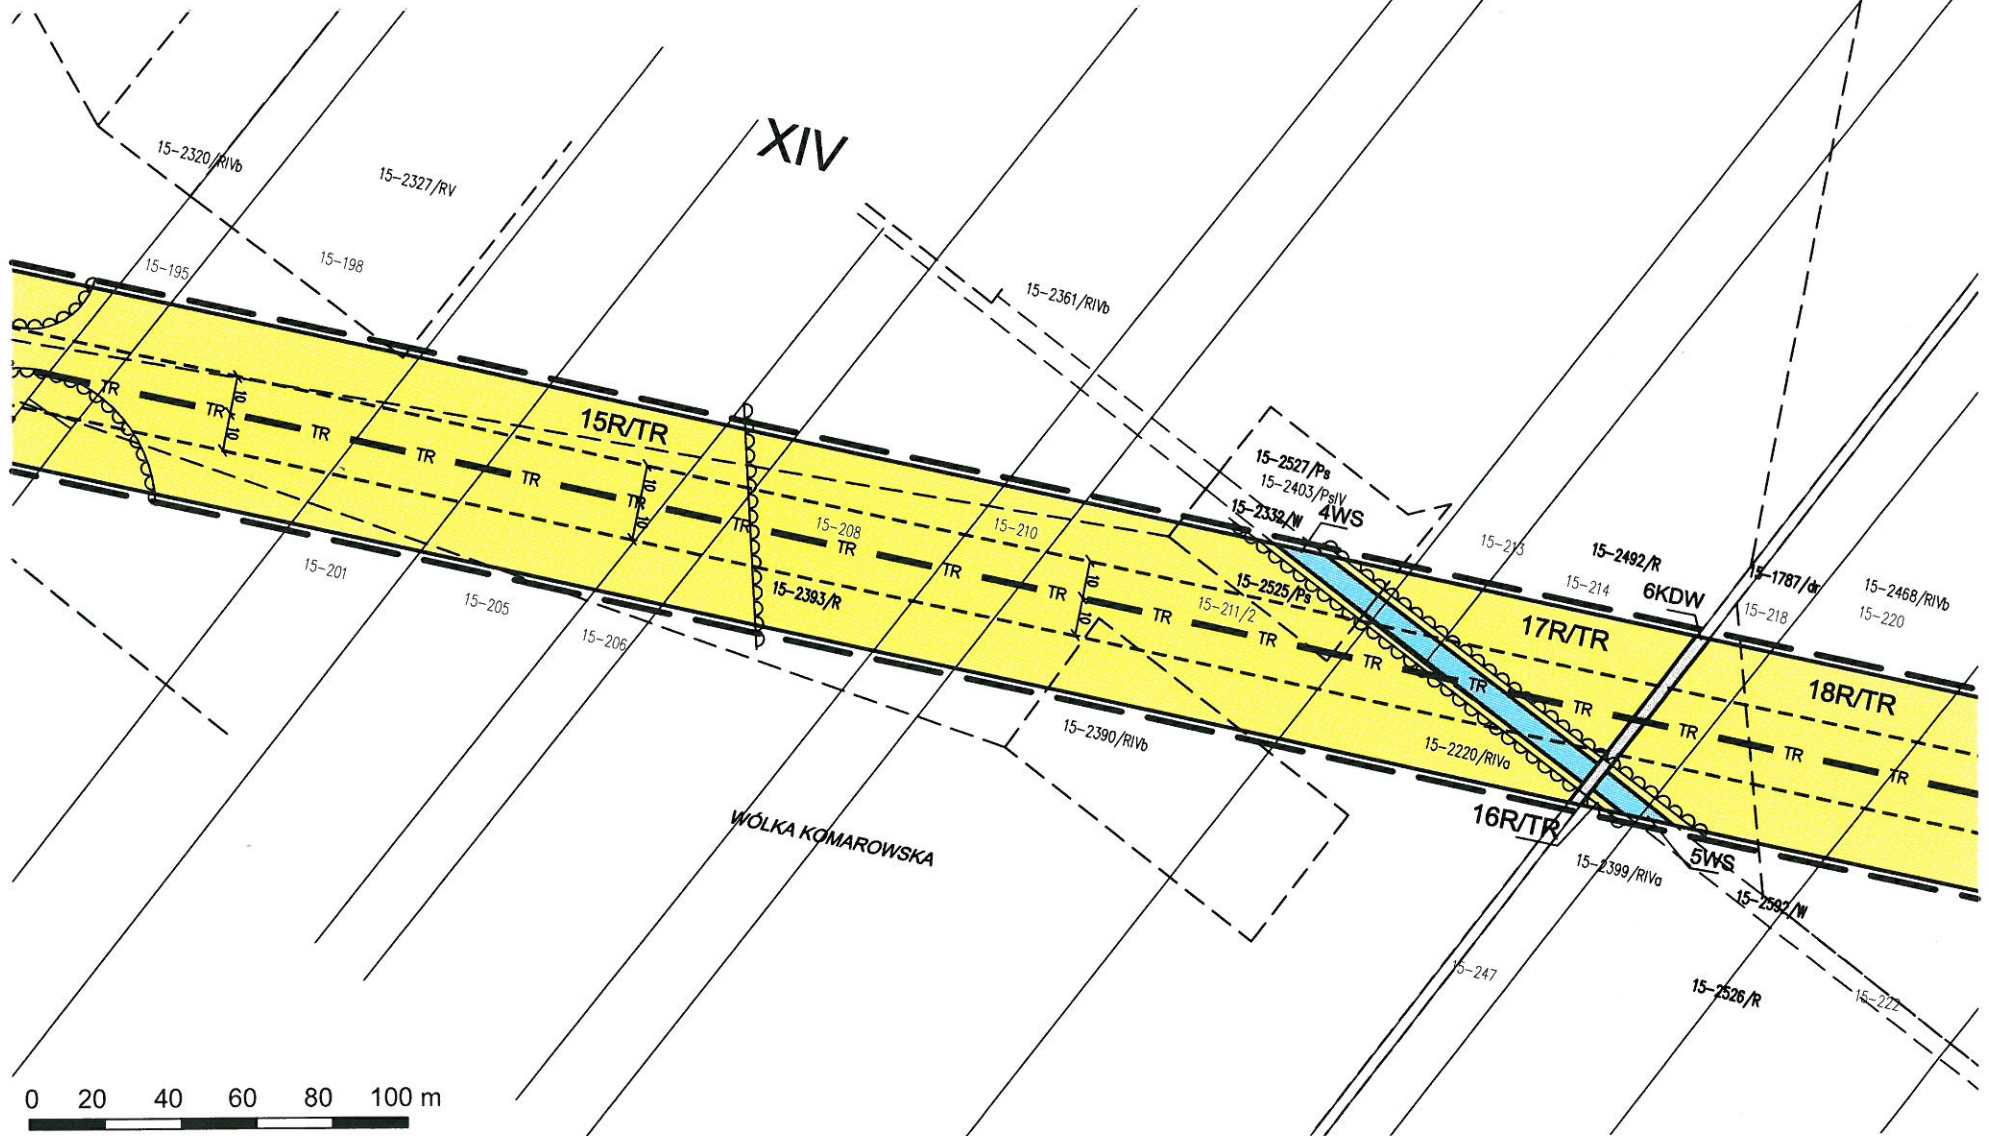 XIV
15-2320/RIVb
15-2327/RV
15-195
15-198
15-2361/RIVb
TR
TR
10
10
TR
TR
TR
15R/TR
TR
10
10
TR
15-208
TR
15-210
TR
TR
10
10
TR
TR
TR
TR
TR
TR
TR
TR
TR
15-2527/Ps
15-2403/PsIV
15-2332/W
4WS
15-2525/Ps
15-211/2
15-213
15-214
15-2492/R
6KDW
15-1787/dr
15-218
15-2468/RIVb
15-220
17R/TR
18R/TR
15-201
15-205
15-206
15-2393/R
15-2390/RIVb
15-2220/RIVa
16R/TR
15-2399/RIVa
5WS
15-2592/W
WÓLKA KOMAROWSKA
15-247
15-2526/R
15-222
0 20 40 60 80 100 m